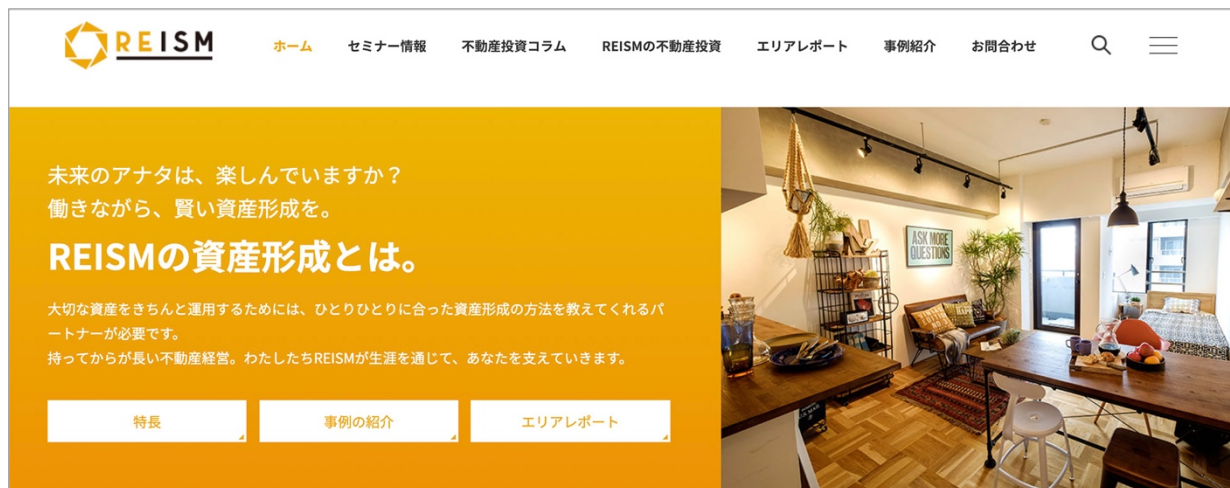 REISM
ホーム
セミナー情報
不動産投資コラム
REISMの不動産投資
エリアレポート
事例紹介
お問合わせ
未来のアナタは、楽しんでいますか？
働きながら、賢い資産形成を。
REISMの資産形成とは。
大切な資産をきちんと運用するためには、ひとりひとりに合った資産形成の方法を教えてくれるパ
ートナーが必要です。
持ってからが長い不動産経営。わたしたちREISMが生涯を通じて、あなたを支えていきます。
特長
事例の紹介
エリアレポート
ASK MORE
QUESTIONS